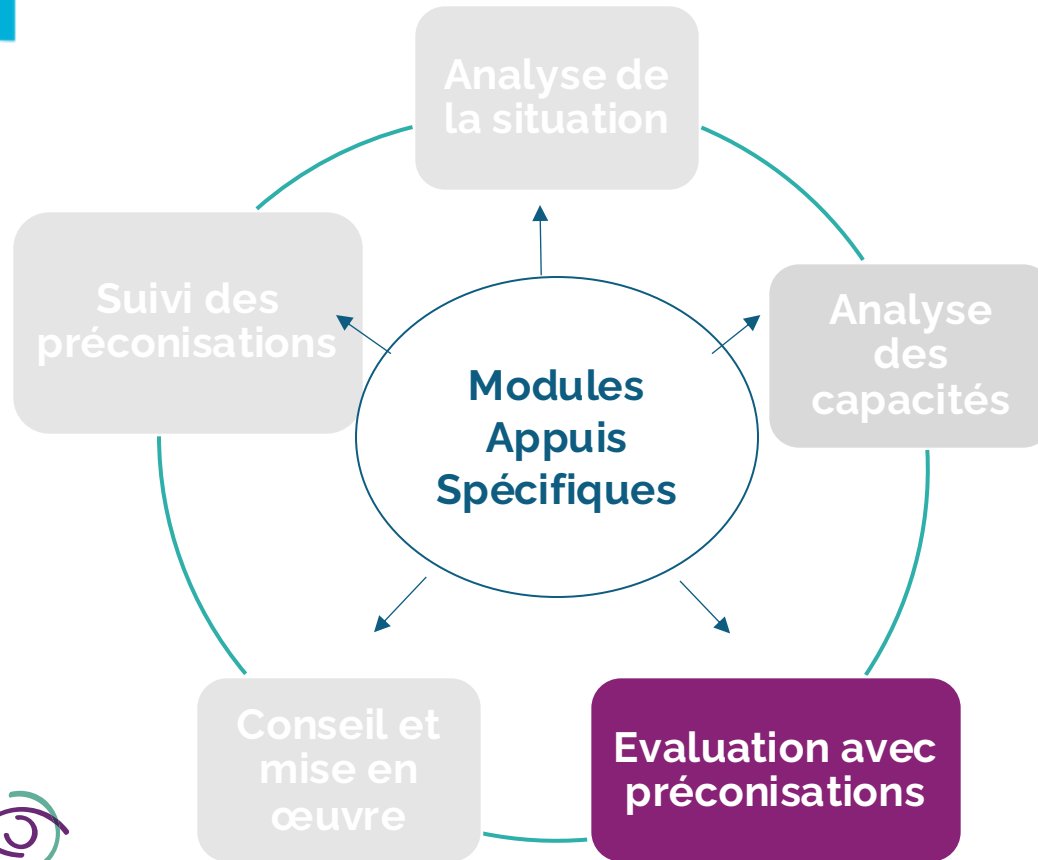 Analyse de
la situation
Suivi des
préconisations
Analyse
des
capacités
Modules
Appuis
Spécifiques
Conseil et
mise en
œuvre
Evaluation avec
préconisations